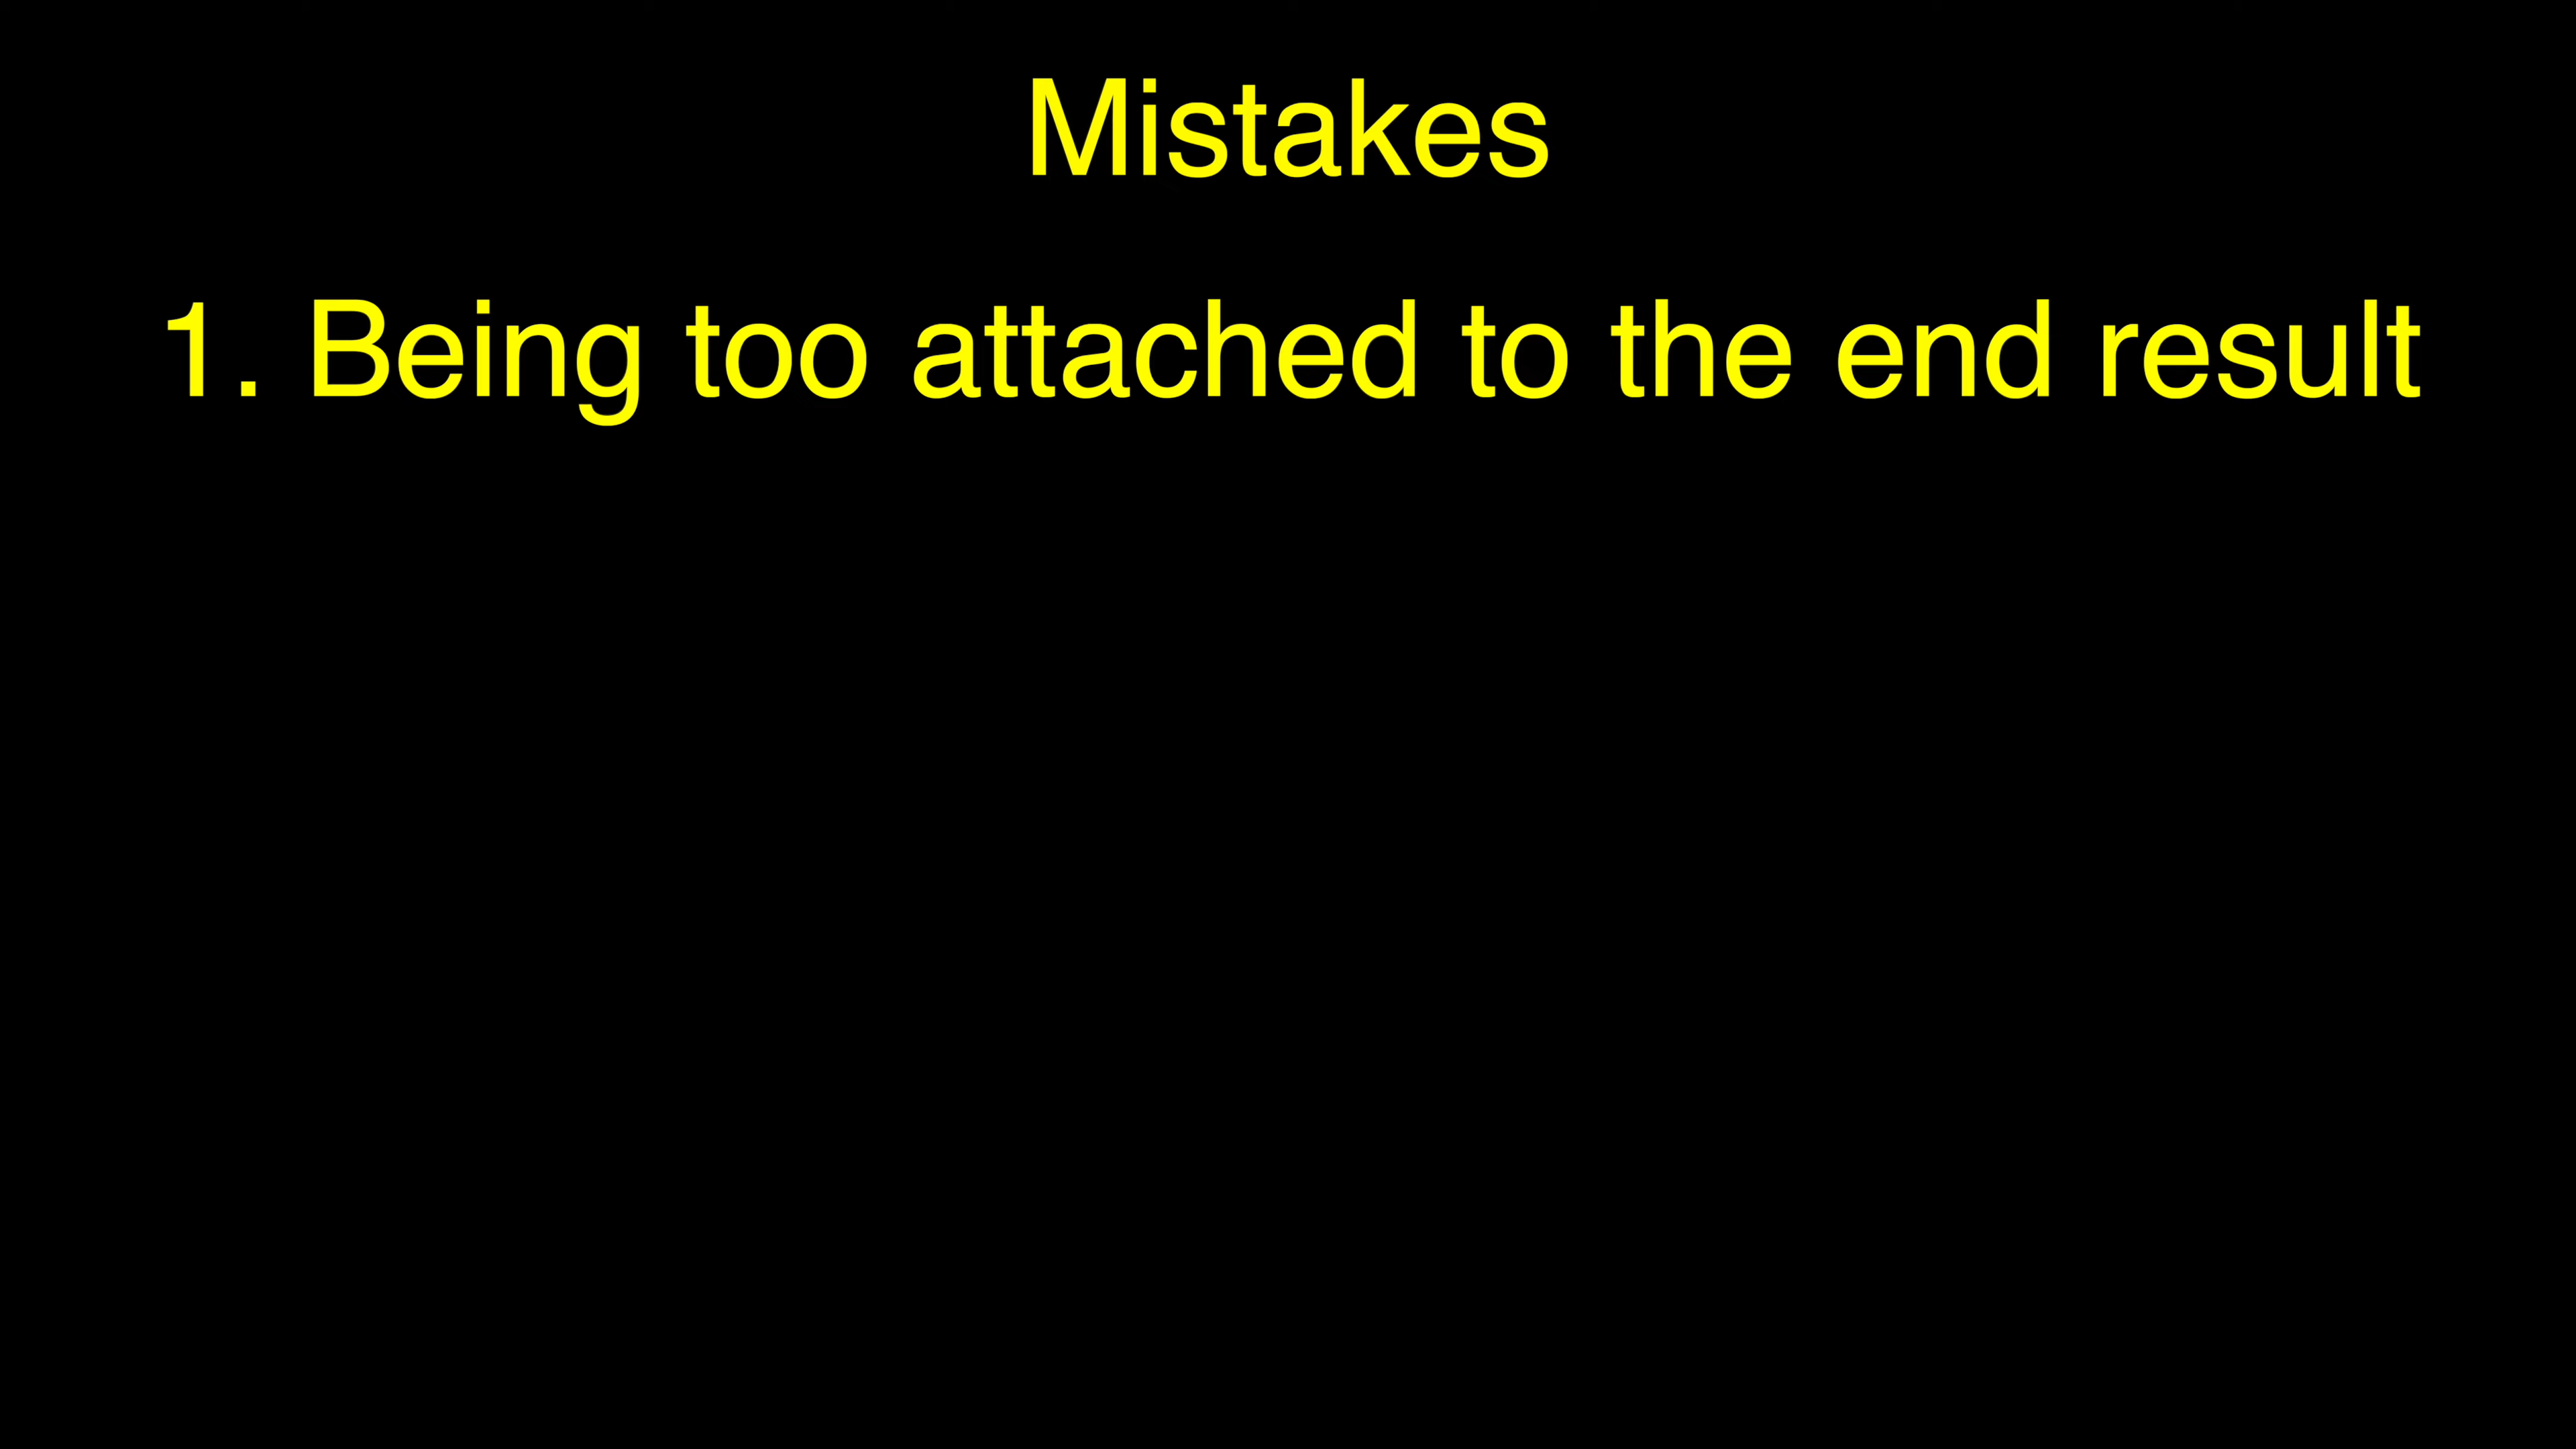 Mistakes
1. Being too attached to the end result